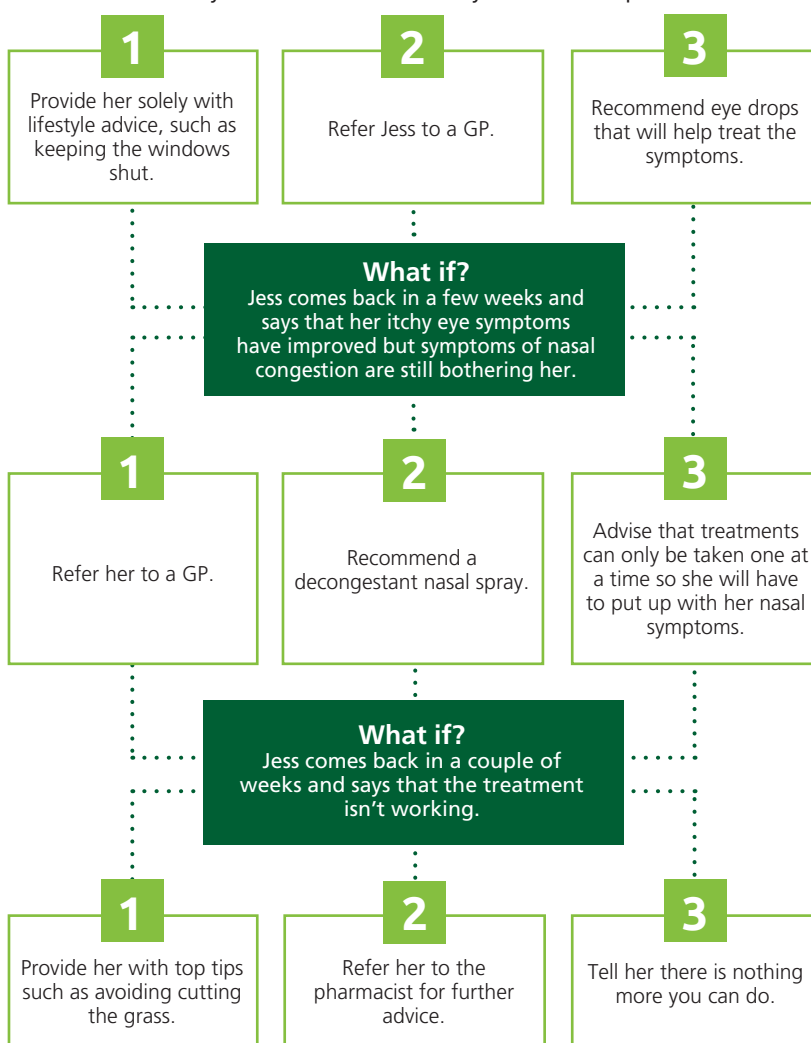 1
Provide her solely with
lifestyle advice, such as
keeping the windows
shut.
2
Refer Jess to a GP.
3
Recommend eye drops
that will help treat the
symptoms.
What if?
Jess comes back in a few weeks and
says that her itchy eye symptoms
have improved but symptoms of nasal
congestion are still bothering her.
1
Refer her to a GP.
2
Recommend a
decongestant nasal spray.
3
Advise that treatments
can only be taken one at
a time so she will have
to put up with her nasal
symptoms.
What if?
Jess comes back in a couple of
weeks and says that the treatment
isn’t working.
1
Provide her with top tips
such as avoiding cutting
the grass.
2
Refer her to the
pharmacist for further
advice.
3
Tell her there is nothing
more you can do.